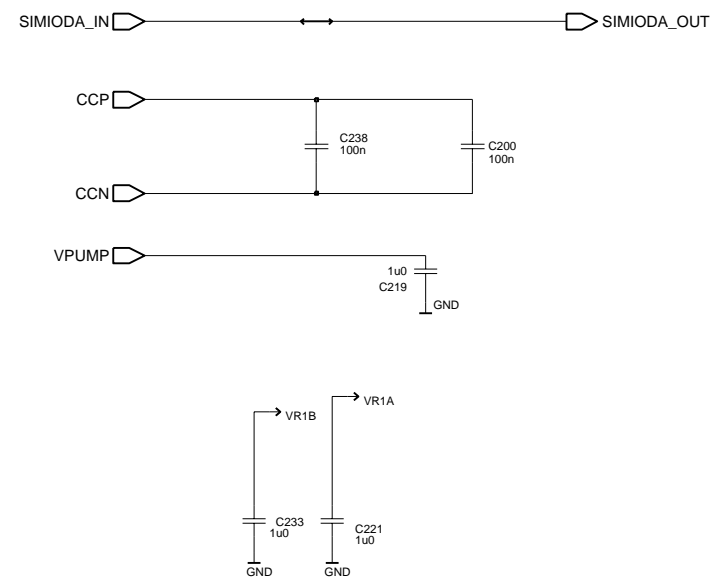 SIMIODA_IN
SIMIODA_OUT
CCP
C238
100n
C200
100n
CCN
VPUMP
1u0
C219
GND
VR1B
VR1A
C233
1u0
C221
1u0
GND
GND